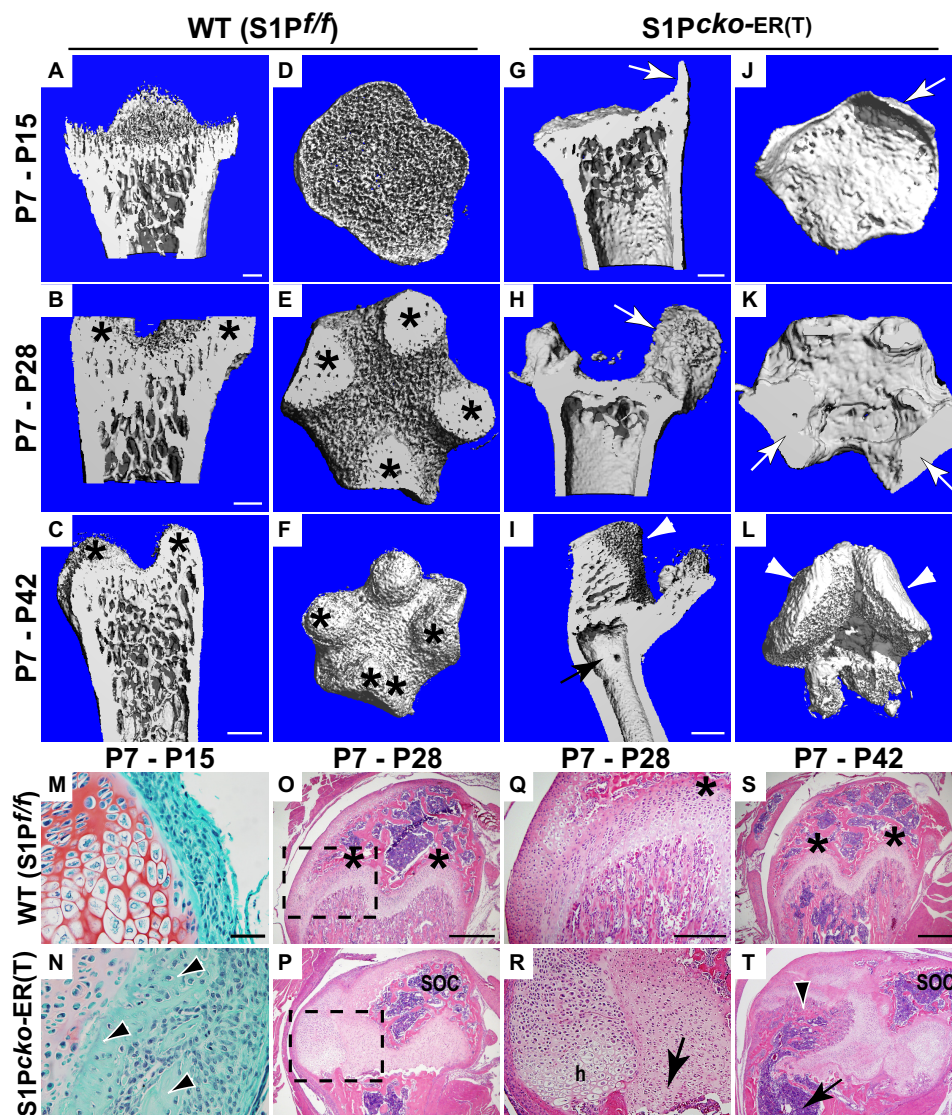 WT (S1Pf/f) S1Pcko-ER(T)
P7 - P15
A D G J
P7 - P28
B E H K
* * * * * *
P7 - P42
C F I L
* * * * * *
P7 - P15 P7 - P28 P7 - P28 P7 - P42
WT (S1Pf/f)
M O Q S
* * * * *
S1Pcko-ER(T)
N P R T
SOC h SOC